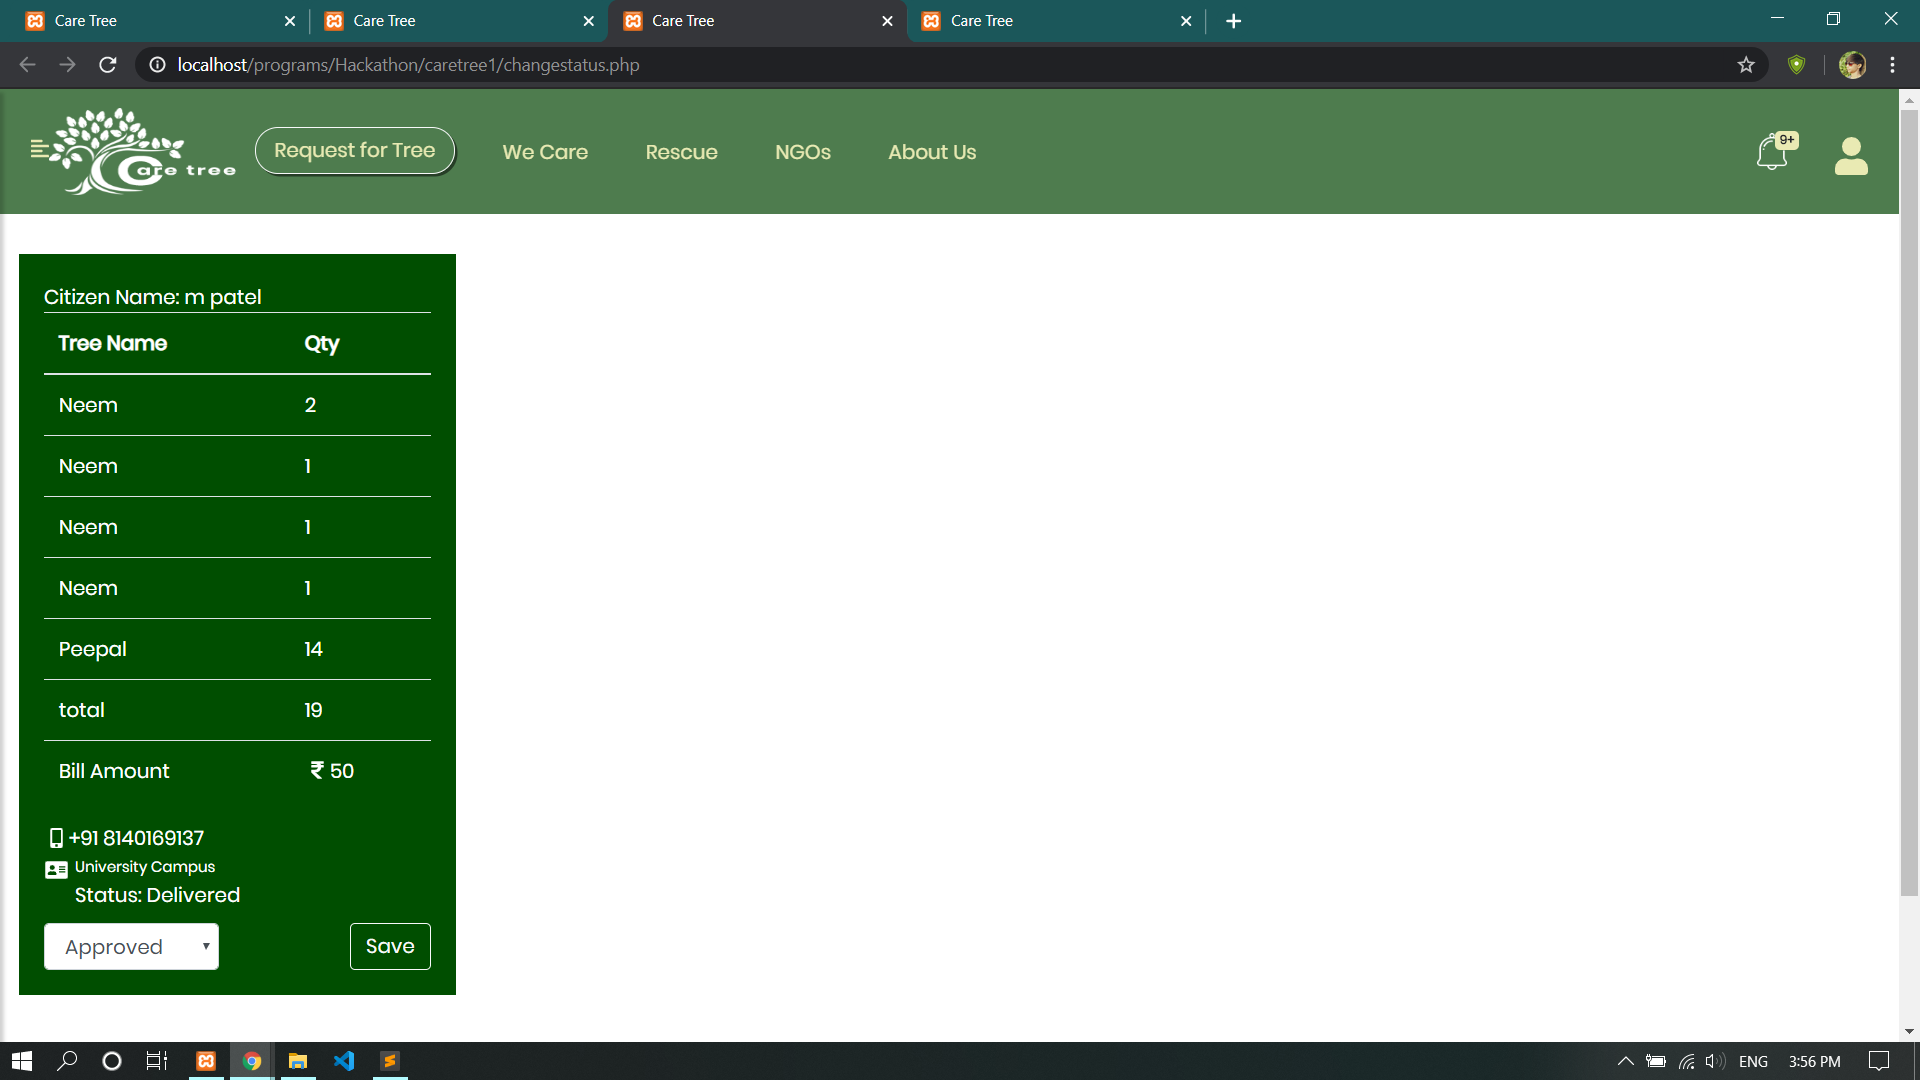 Care Tree
Care Tree
Care Tree
Care Tree
localhost/programs/Hackathon/caretree1/changestatus.php
Care tree
Request for Tree
We Care
Rescue
NGOs
About Us
9+
Citizen Name: m patel
Tree Name Qty
Neem 2
Neem 1
Neem 1
Neem 1
Peepal 14
total 19
Bill Amount ₹ 50
+91 8140169137
University Campus
Status: Delivered
Approved
Save
ENG
3:56 PM